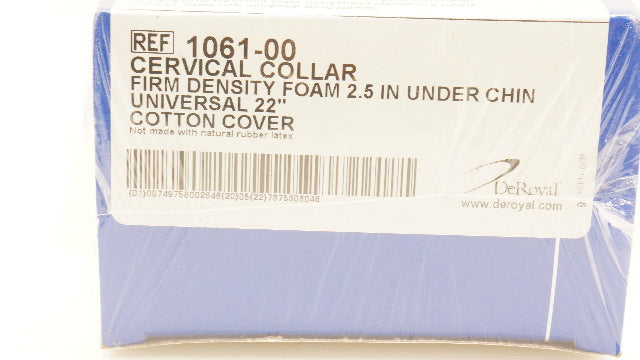 REF 1061-00
CERVICAL COLLAR
FIRM DENSITY FOAM 2.5 IN UNDER CHIN
UNIVERSAL 22"
COTTON COVER
Not made with natural rubber latex
DeRoyal
www.deroyal.com